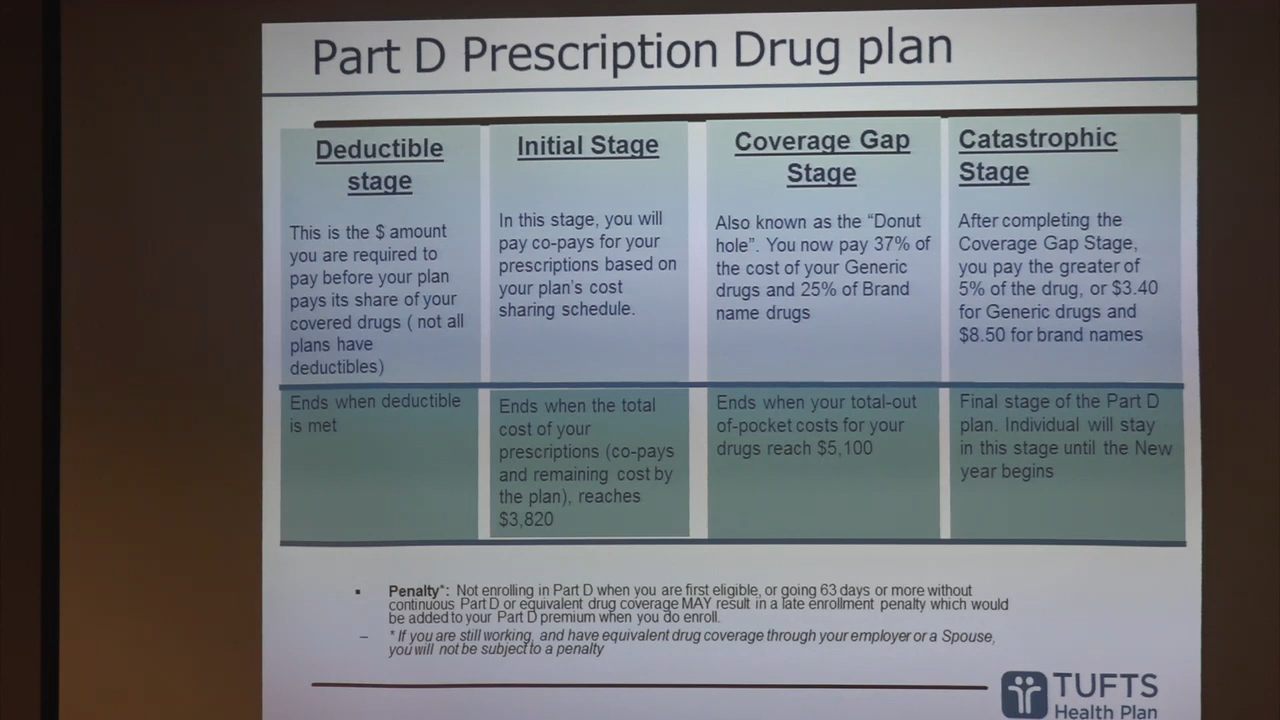 Part D Prescription Drug plan
Deductible
stage
This is the $ amount
you are required to
pay before your plan
pays its share of your
covered drugs ( not all
plans have
deductibles)
Ends when deductible
is met
Initial Stage
In this stage, you will
pay co-pays for your
prescriptions based on
your plan's cost
sharing schedule.
Ends when the total
cost of your
prescriptions (co-pays
and remaining cost by
the plan), reaches
$3,820
Coverage Gap
Stage
Also known as the “Donut
hole”. You now pay 37% of
the cost of your Generic
drugs and 25% of Brand
name drugs
Ends when your total-out
of-pocket costs for your
drugs reach $5,100
Catastrophic
Stage
After completing the
Coverage Gap Stage,
you pay the greater of
5% of the drug, or $3.40
for Generic drugs and
$8.50 for brand names
Final stage of the Part D
plan. Individual will stay
in this stage until the New
year begins
▪ Penalty*: Not enrolling in Part D when you are first eligible, or going 63 days or more without
continuous Part D or equivalent drug coverage MAY result in a late enrollment penalty which would
be added to your Part D premium when you do enroll.
– * If you are still working, and have equivalent drug coverage through your employer or a Spouse,
you will not be subject to a penalty
TUFTS
Health Plan